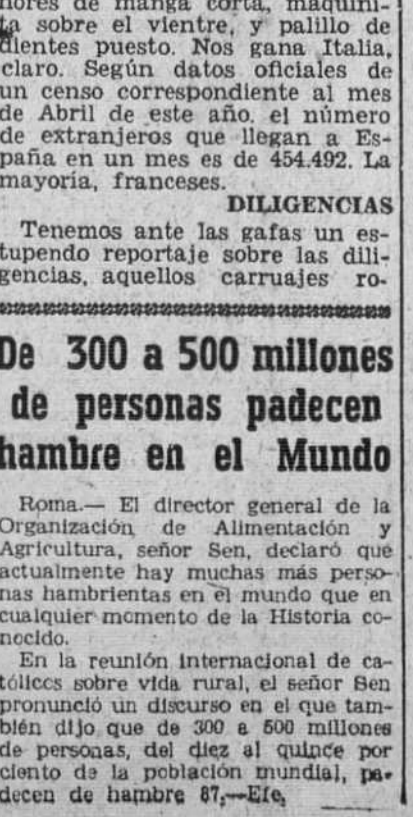 ñores de manga corta, maquini-
ta sobre el vientre, y palillo de
dientes puesto. Nos gana Italia,
claro. Según datos oficiales de
un censo correspondiente al mes
de Abril de este año. el número
de extranjeros que llegan a Es-
paña en un mes es de 454.492. La
mayoría, franceses.
DILIGENCIAS
Tenemos ante las gafas un es-
tupendo reportaje sobre las dili-
gencias, aquellos carruajes ro-
De 300 a 500 millones
de personas padecen
hambre en el Mundo
Roma.— El director general de la
Organización de Alimentación y
Agricultura, señor Sen, declaró que
actualmente hay muchas más perso-
nas hambrientas en el mundo que en
cualquier momento de la Historia co-
nocido.
En la reunión internacional de ca-
tólicos sobre vida rural, el señor Sen
pronunció un discurso en el que tam-
bién dijo que de 300 a 500 millones
de personas, del diez al quince por
ciento de la población mundial, pa-
decen de hambre 87.—Efe.